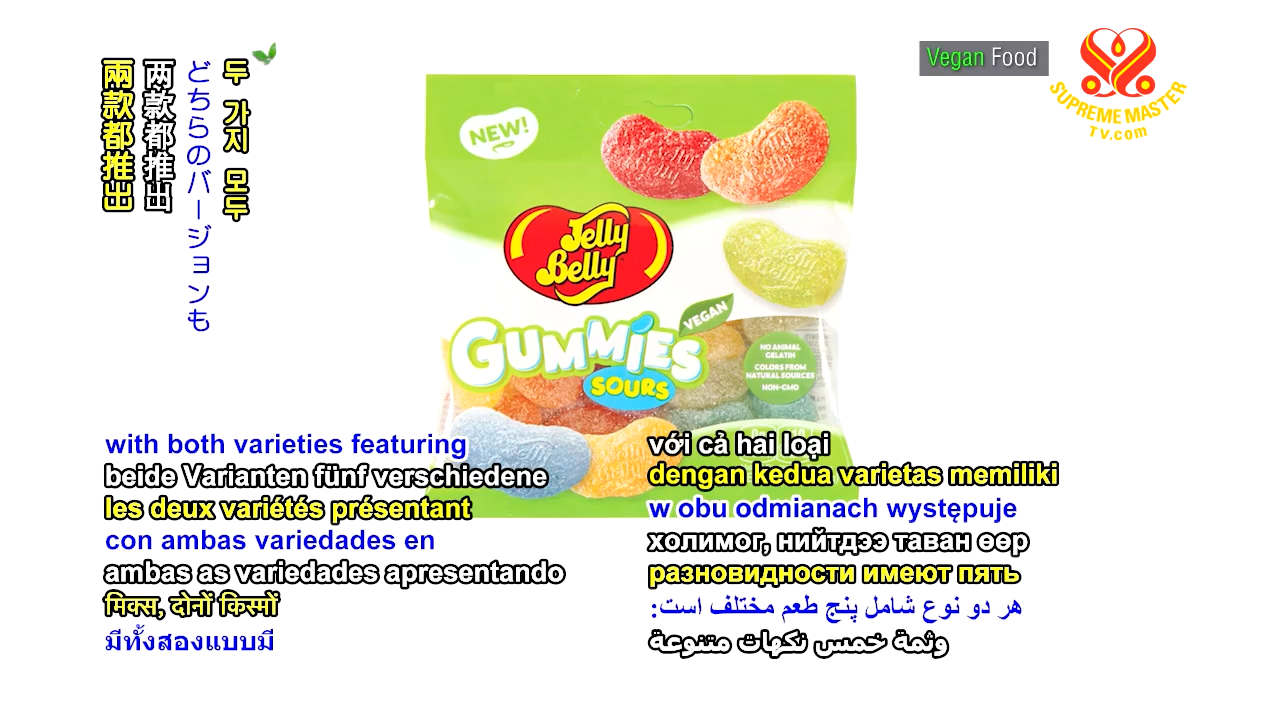 兩款都推出
两款都推出
どちらのバージョンも
두 가지 모두
Vegan Food
SUPREME MASTER
TV.com
NEW!
Jelly
Belly
GUMMIES
VEGAN
SOURS
NO ANIMAL
GELATIN
COLORS FROM
NATURAL SOURCES
NON-GMO
with both varieties featuring
beide Varianten fünf verschiedene
les deux variétés présentant
con ambas variedades en
ambas as variedades apresentando
मिक्स, दोनों किस्मों
มีทั้งสองแบบมี
với cả hai loại
dengan kedua varietas memiliki
w obu odmianach występuje
холимог, нийтдээ таван өөр
разновидности имеют пять
هر دو نوع شامل پنج طعم مختلف است:
وثمة خمس نكهات متنوعة